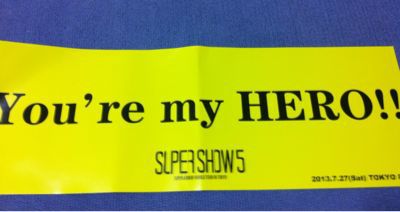 You're my HERO!!
SUPER SHOW 5
2013.7.27(Sat) TOKYO